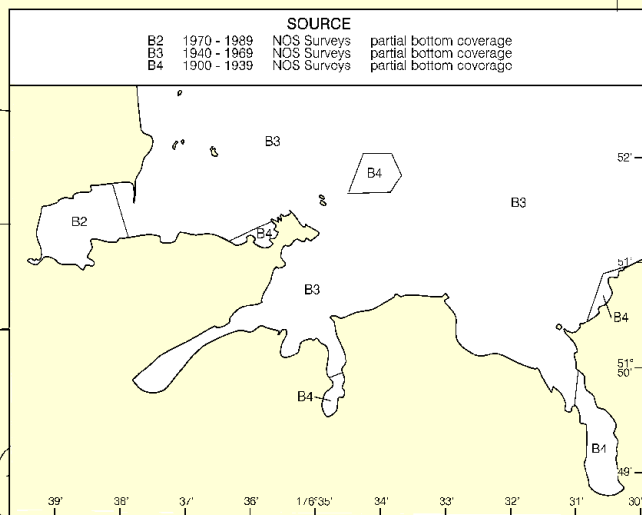 SOURCE
B2 1970 - 1989 NOS Surveys partial bottom coverage
B3 1940 - 1969 NOS Surveys partial bottom coverage
B4 1900 - 1939 NOS Surveys partial bottom coverage
B3
52'
B4
B3
B2
B4
51'
B3
B4
51°
50'
B4
B4
49'
39' 38' 37' 36' 176°35' 34' 33' 32' 31' 30'